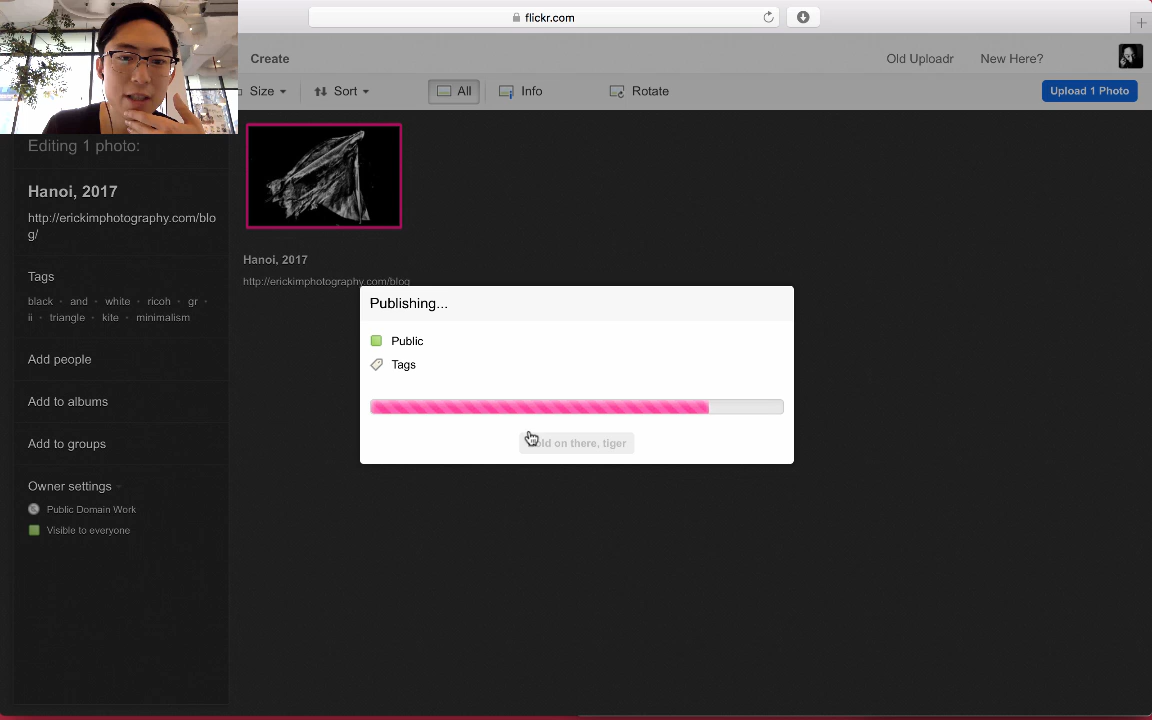 flickr.com
Create
Old Uploadr
New Here?
Size
Sort
All
Info
Rotate
Upload 1 Photo
Editing 1 photo:
Hanoi, 2017
http://erickimphotography.com/blo
g/
Tags
black · and · white · ricoh · gr ·
ii · triangle · kite · minimalism
Add people
Add to albums
Add to groups
Owner settings
Public Domain Work
Visible to everyone
Hanoi, 2017
http://erickimphotography.com/blog
Publishing...
Public
Tags
on there, tiger